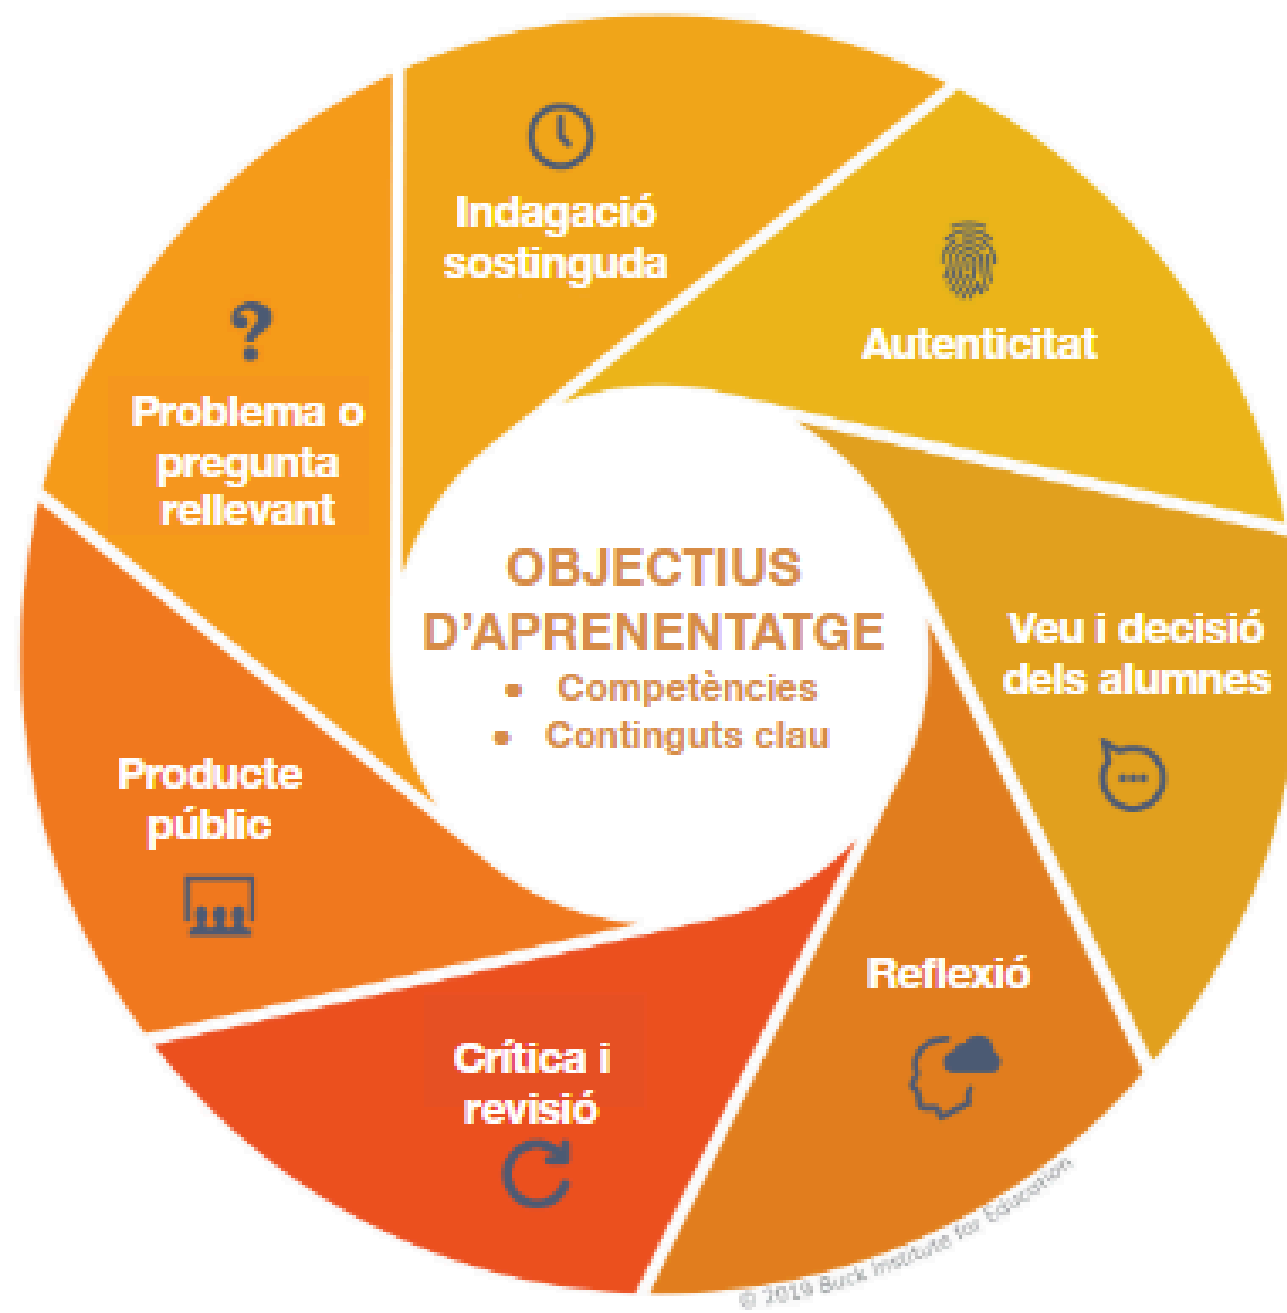 Indagació
sostinguda
Autenticitat
Problema o
pregunta
rellevant
OBJECTIUS
D'APRENENTATGE
• Competències
• Continguts clau
Veu i decisió
dels alumnes
Producte
públic
Reflexió
Crítica i
revisió
© 2019 Buck Institute for Education